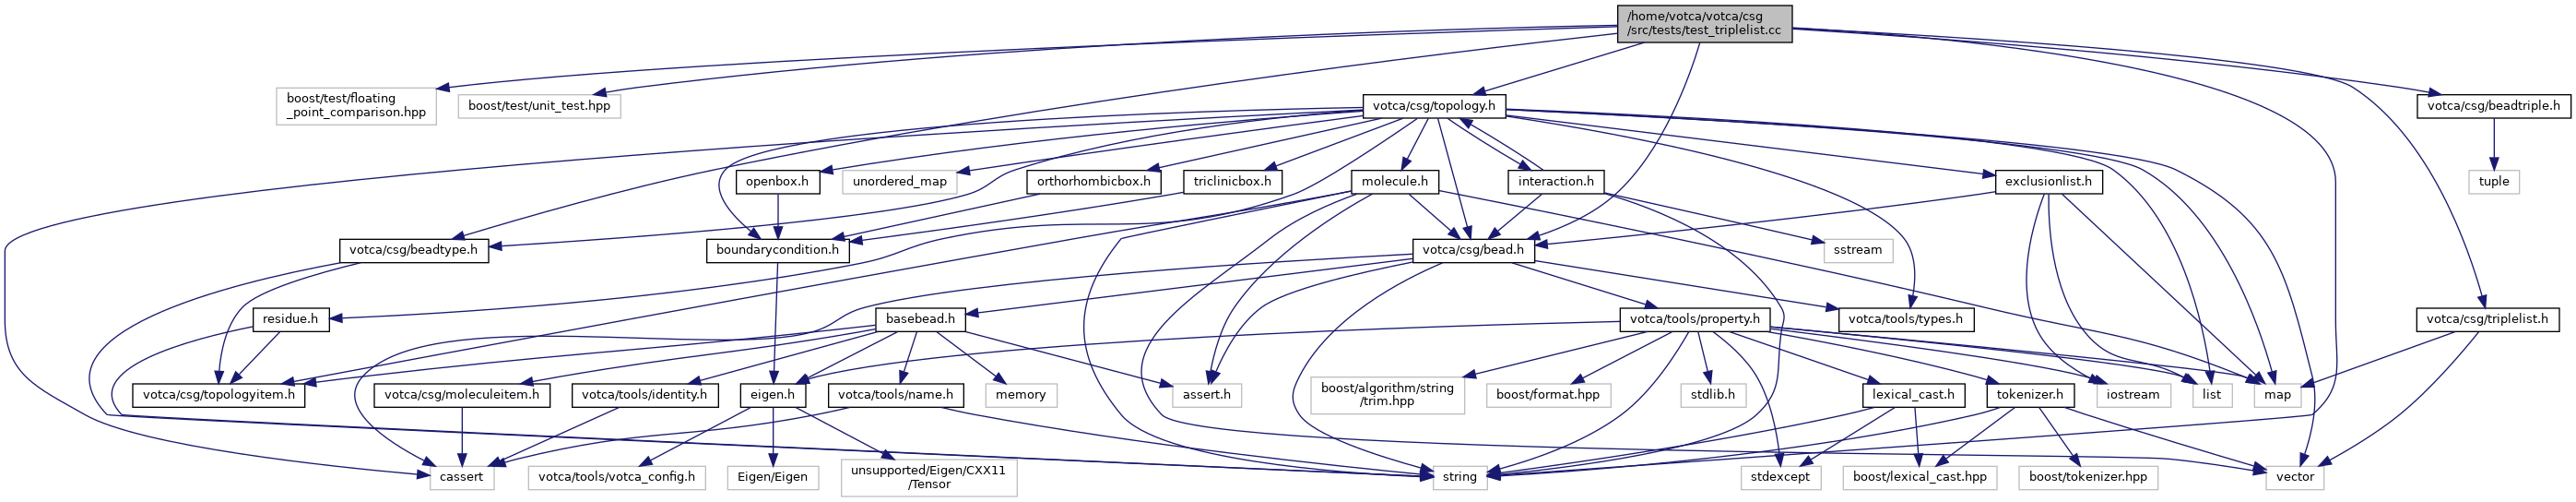 /home/votca/votca/csg
/src/tests/test_triplelist.cc
boost/test/floating
_point_comparison.hpp
boost/test/unit_test.hpp
votca/csg/topology.h
votca/csg/beadtriple.h
openbox.h
unordered_map
orthorhombicbox.h
triclinicbox.h
molecule.h
interaction.h
exclusionlist.h
tuple
votca/csg/beadtype.h
boundarycondition.h
votca/csg/bead.h
sstream
residue.h
basebead.h
votca/tools/property.h
votca/tools/types.h
votca/csg/triplelist.h
votca/csg/topologyitem.h
votca/csg/moleculeitem.h
votca/tools/identity.h
eigen.h
votca/tools/name.h
memory
assert.h
boost/algorithm/string
/trim.hpp
boost/format.hpp
stdlib.h
lexical_cast.h
tokenizer.h
iostream
list
map
cassert
votca/tools/votca_config.h
Eigen/Eigen
unsupported/Eigen/CXX11
/Tensor
string
stdexcept
boost/lexical_cast.hpp
boost/tokenizer.hpp
vector